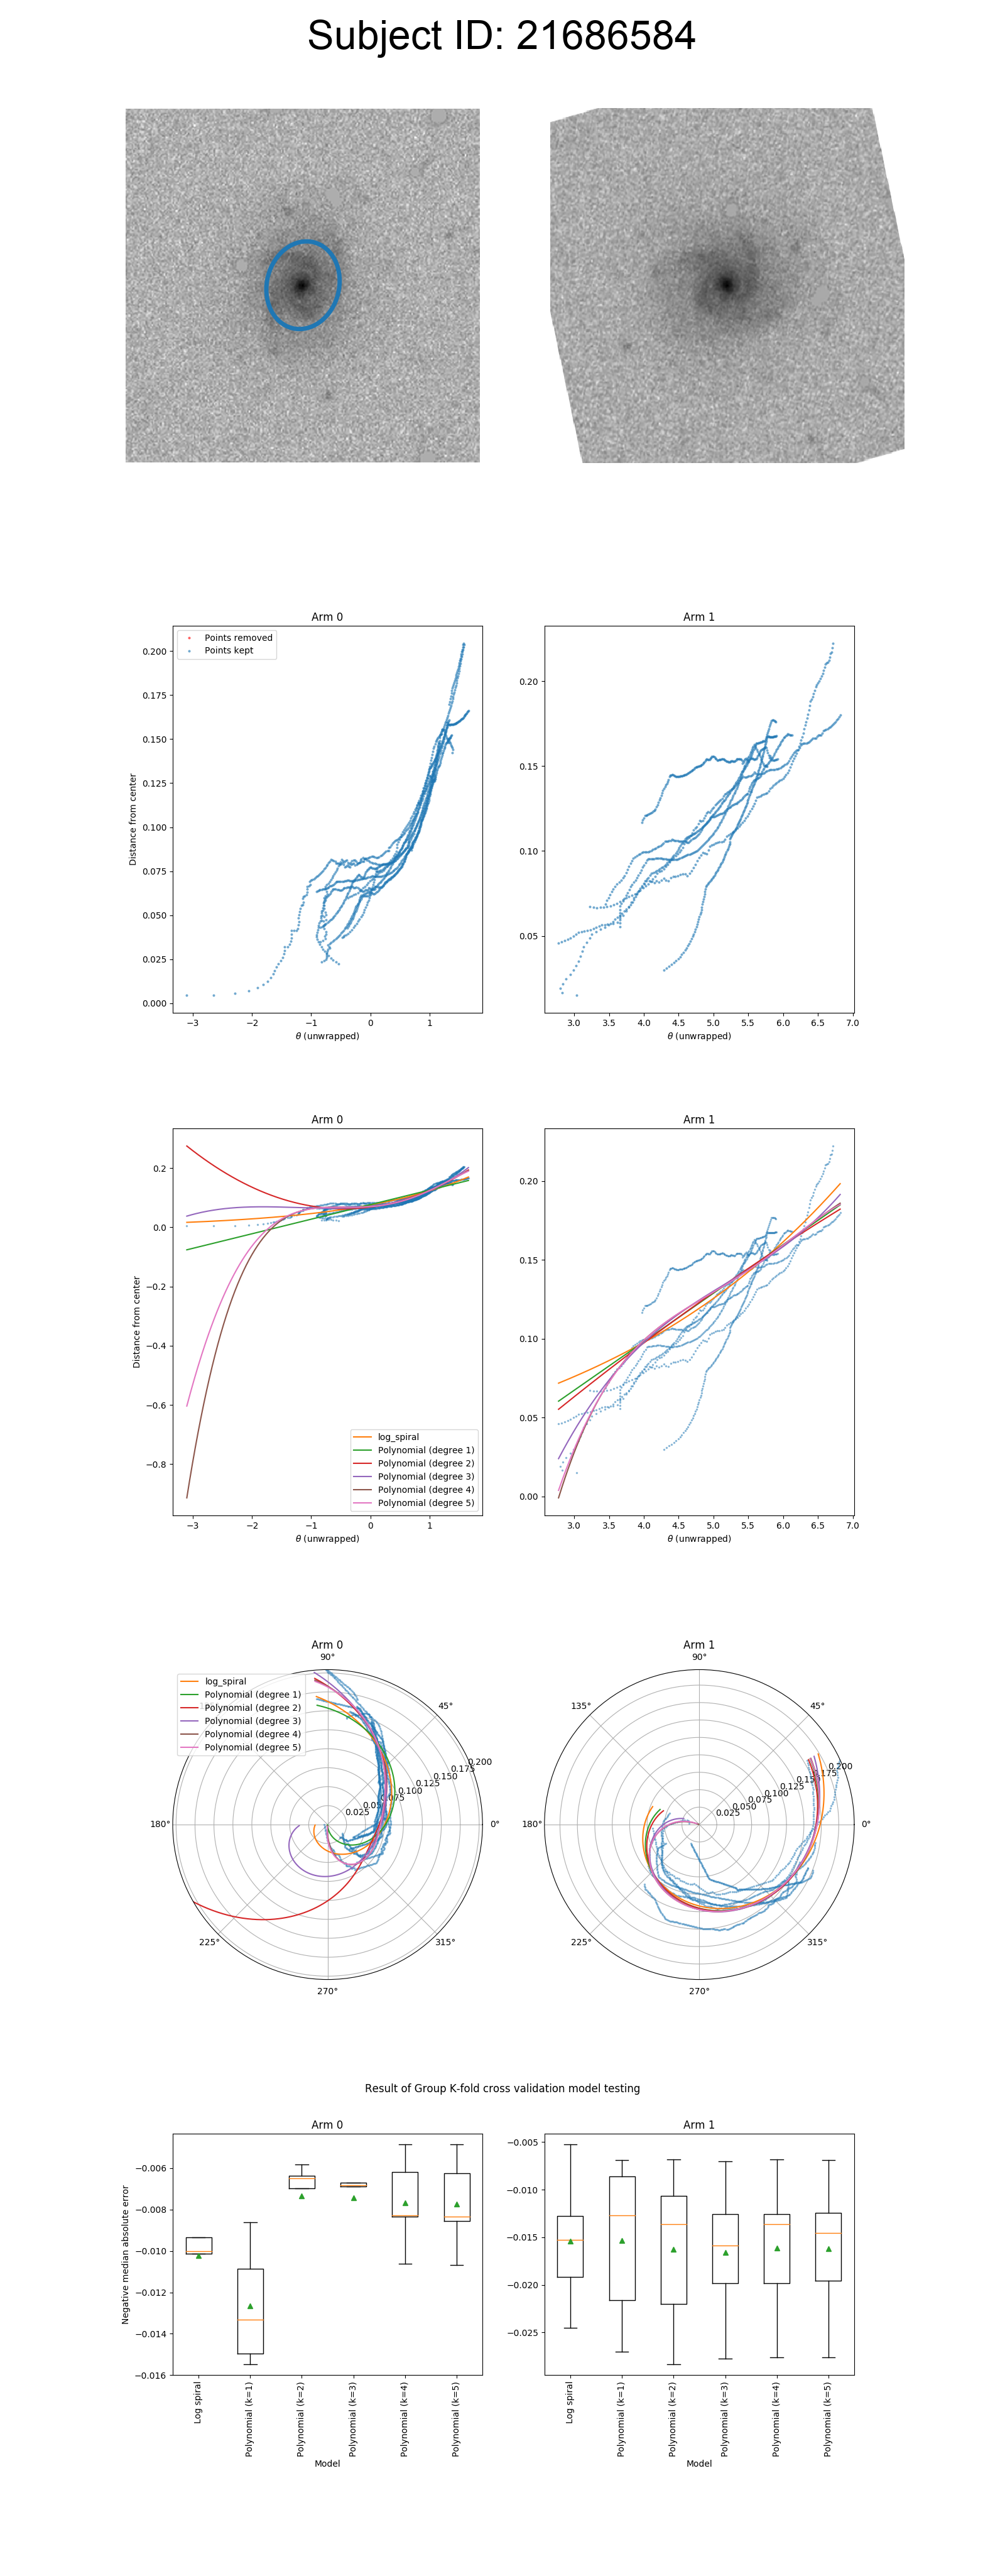 Subject ID: 21686584
Arm 0
Arm 1
Points removed
Points kept
0.200
0.175
0.150
0.125
0.100
0.075
0.050
0.025
0.000
Distance from center
−3
−2
−1
0
1
θ (unwrapped)
0.20
0.15
0.10
0.05
3.0
3.5
4.0
4.5
5.0
5.5
6.0
6.5
7.0
θ (unwrapped)
Arm 0
Arm 1
0.2
0.0
−0.2
−0.4
−0.6
−0.8
Distance from center
log_spiral
Polynomial (degree 1)
Polynomial (degree 2)
Polynomial (degree 3)
Polynomial (degree 4)
Polynomial (degree 5)
−3
−2
−1
0
1
θ (unwrapped)
0.20
0.15
0.10
0.05
0.00
3.0
3.5
4.0
4.5
5.0
5.5
6.0
6.5
7.0
θ (unwrapped)
Arm 0
90°
log_spiral
Polynomial (degree 1)
Polynomial (degree 2)
Polynomial (degree 3)
Polynomial (degree 4)
Polynomial (degree 5)
45°
0.200
0.175
0.150
0.125
0.100
0.025
180°
0°
225°
315°
270°
Arm 1
90°
135°
45°
0.200
0.125
0.100
0.075
0.050
0.025
180°
0°
225°
315°
270°
Result of Group K-fold cross validation model testing
Arm 0
Arm 1
−0.006
−0.008
−0.010
−0.012
−0.014
−0.016
Negative median absolute error
Log spiral
Polynomial (k=1)
Polynomial (k=2)
Polynomial (k=3)
Polynomial (k=4)
Polynomial (k=5)
Model
−0.005
−0.010
−0.015
−0.020
−0.025
Log spiral
Polynomial (k=1)
Polynomial (k=2)
Polynomial (k=3)
Polynomial (k=4)
Polynomial (k=5)
Model